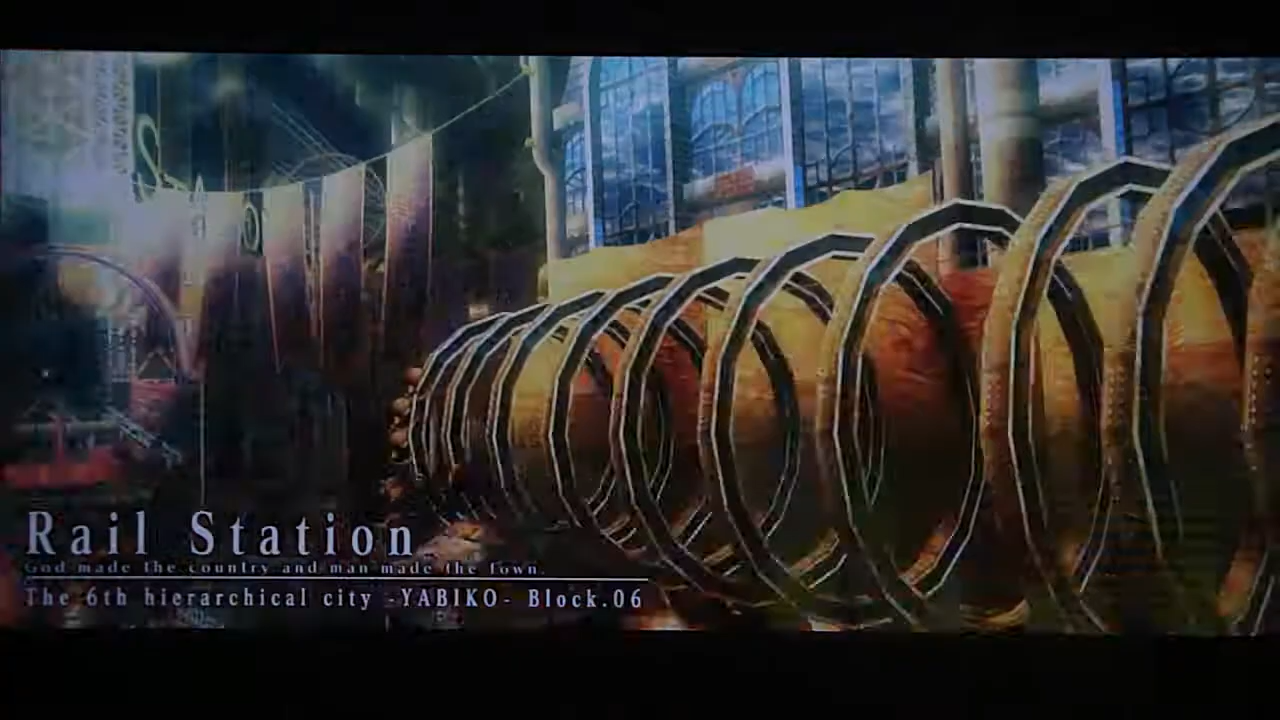 Rail Station
God made the country and man made the town.
The 6th hierarchical city -YABIKO- Block.06